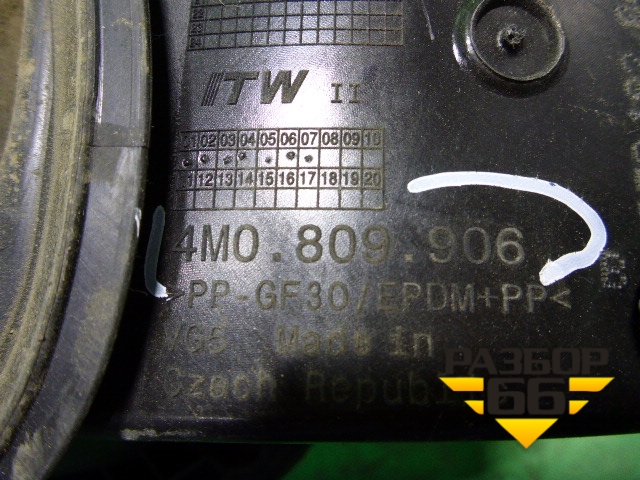 ITW II
01 02 03 04 05 06 07 08 09 10
11 12 13 14 15 16 17 18 19 20
4M0.809.906
>PP-GF30/EPDM+PP<
VG5 Made in
Czech Republic
РАЗБОР
66